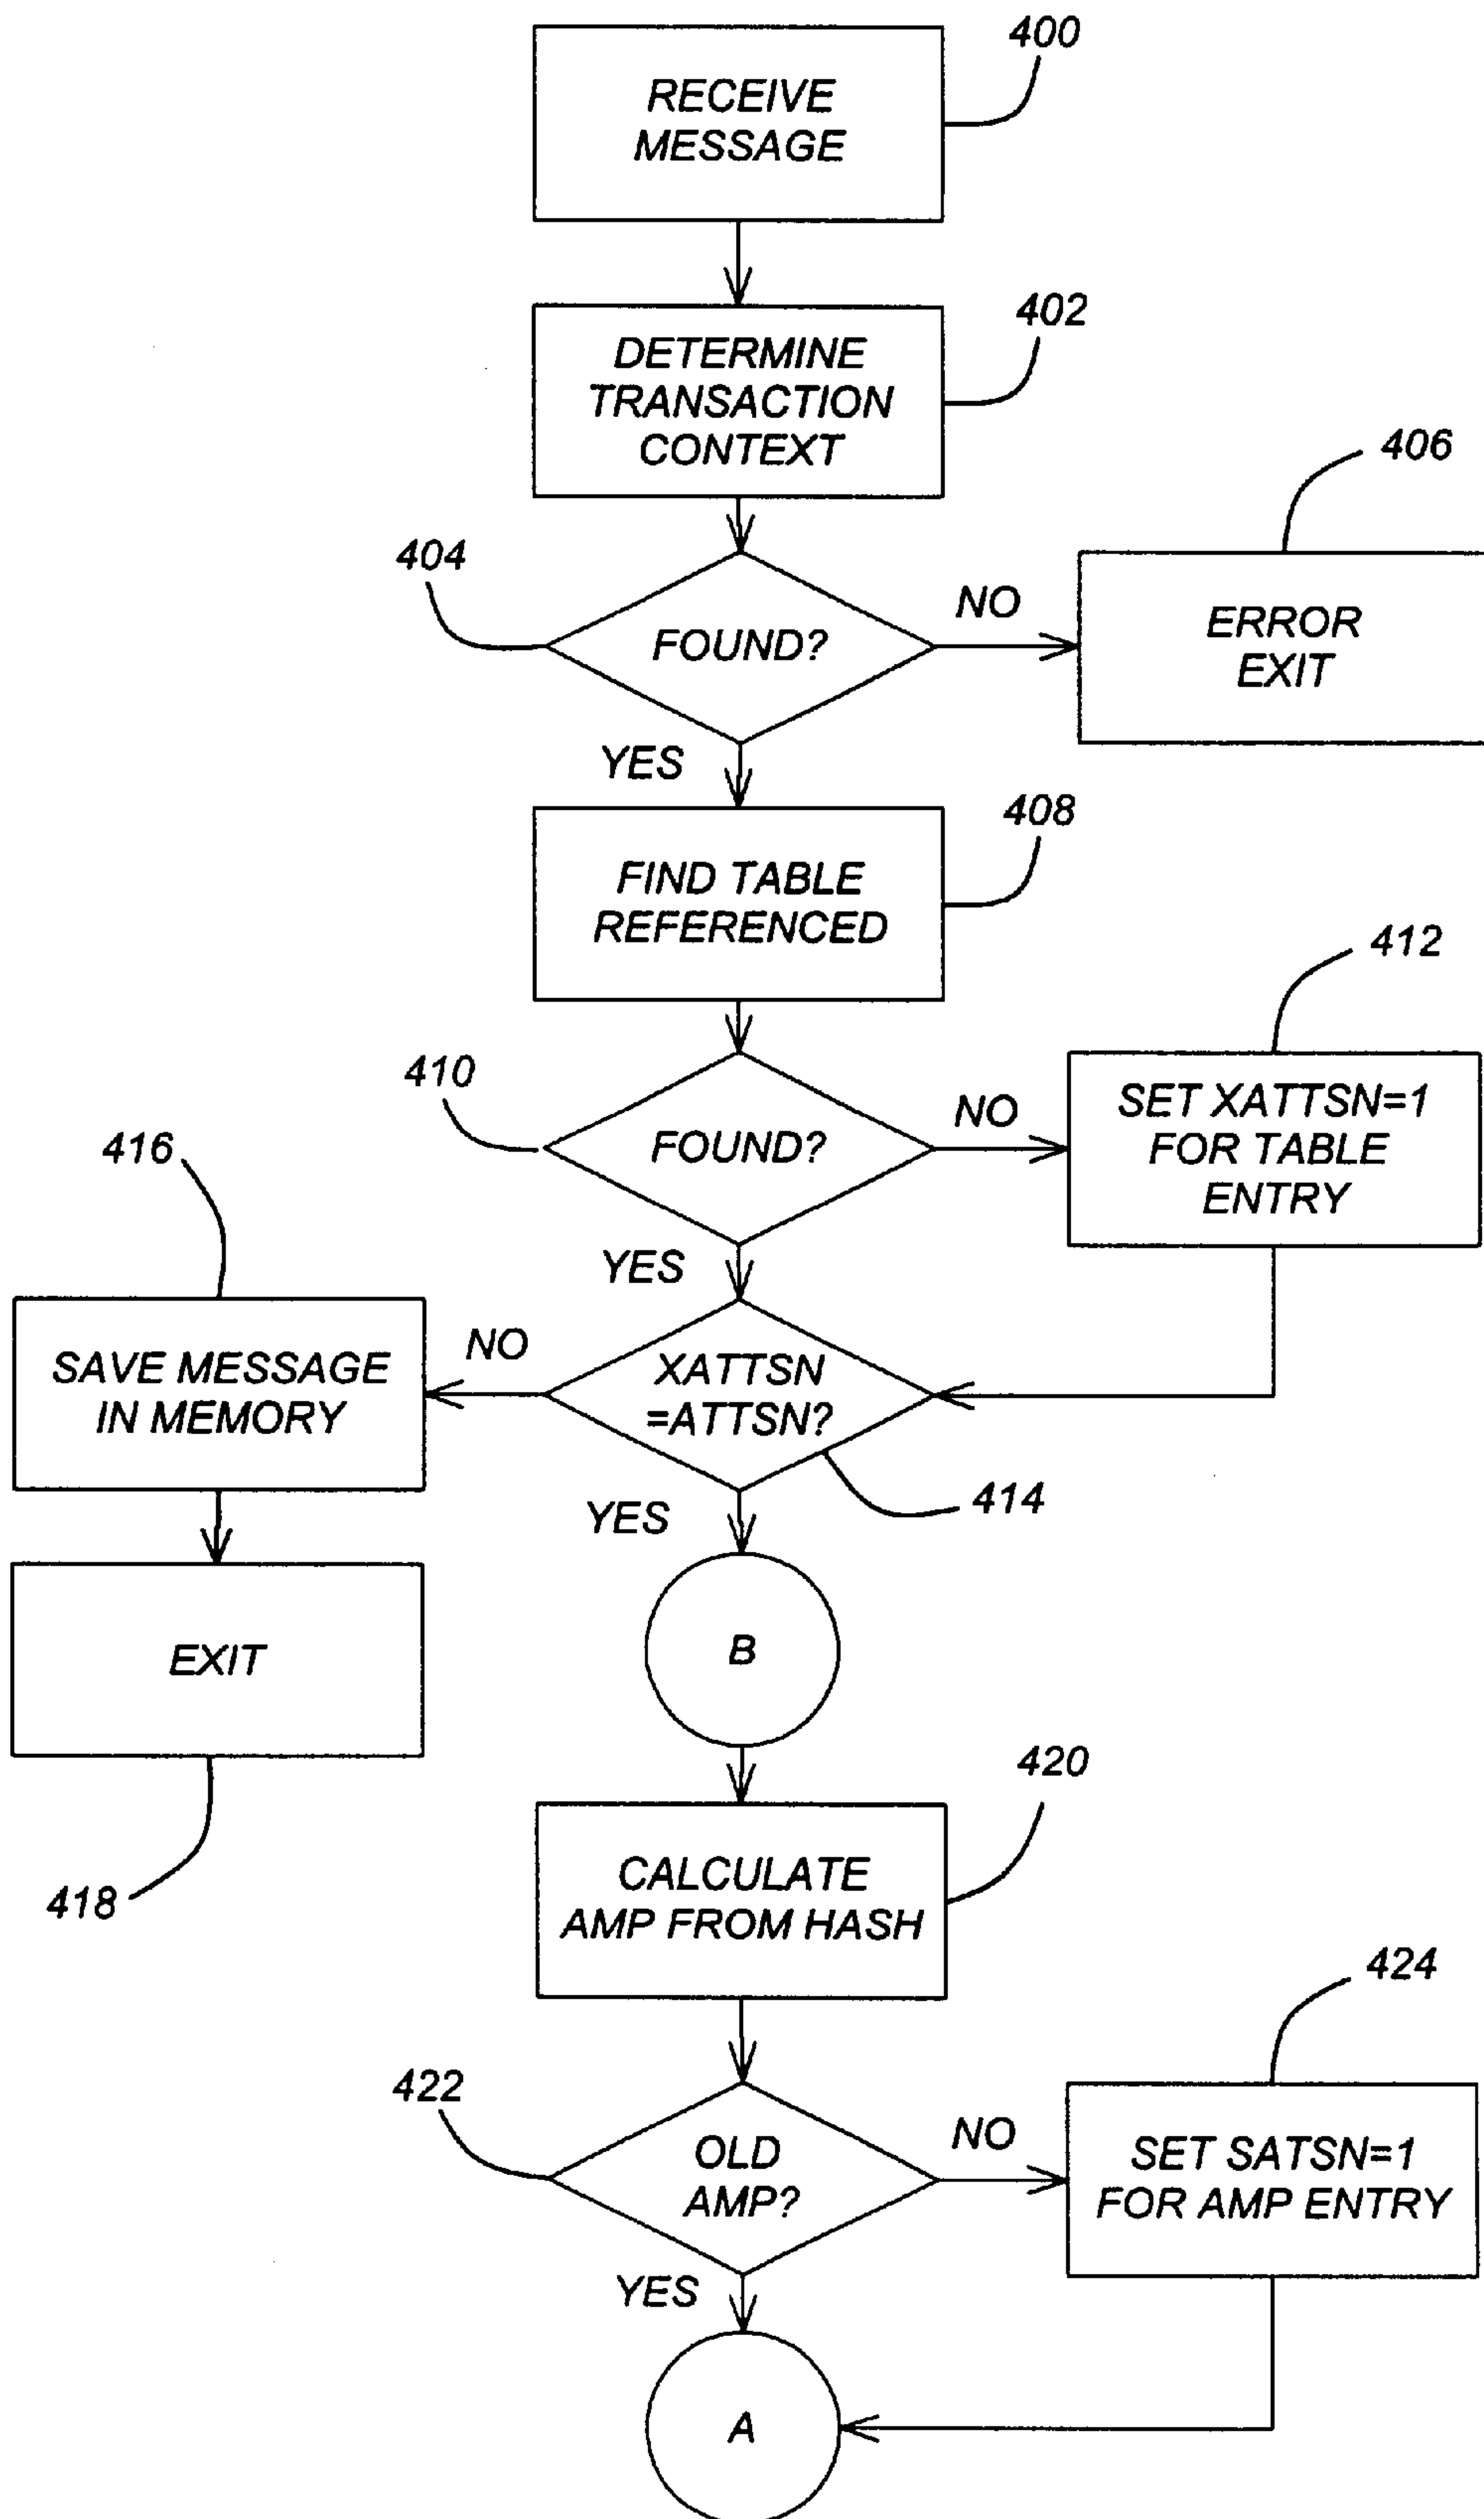 400
RECEIVE
MESSAGE
402
DETERMINE
TRANSACTION
CONTEXT
406
404
NO
FOUND?
ERROR
EXIT
YES
408
FIND TABLE
REFERENCED
412
410
NO
SET XATTSN=1
FOR TABLE
ENTRY
FOUND?
416
YES
NO
SAVE MESSAGE
IN MEMORY
XATTSN
=ATTSN?
414
YES
EXIT
B
418
420
CALCULATE
AMP FROM HASH
424
422
NO
OLD
AMP?
SET SATSN=1
FOR AMP ENTRY
YES
A